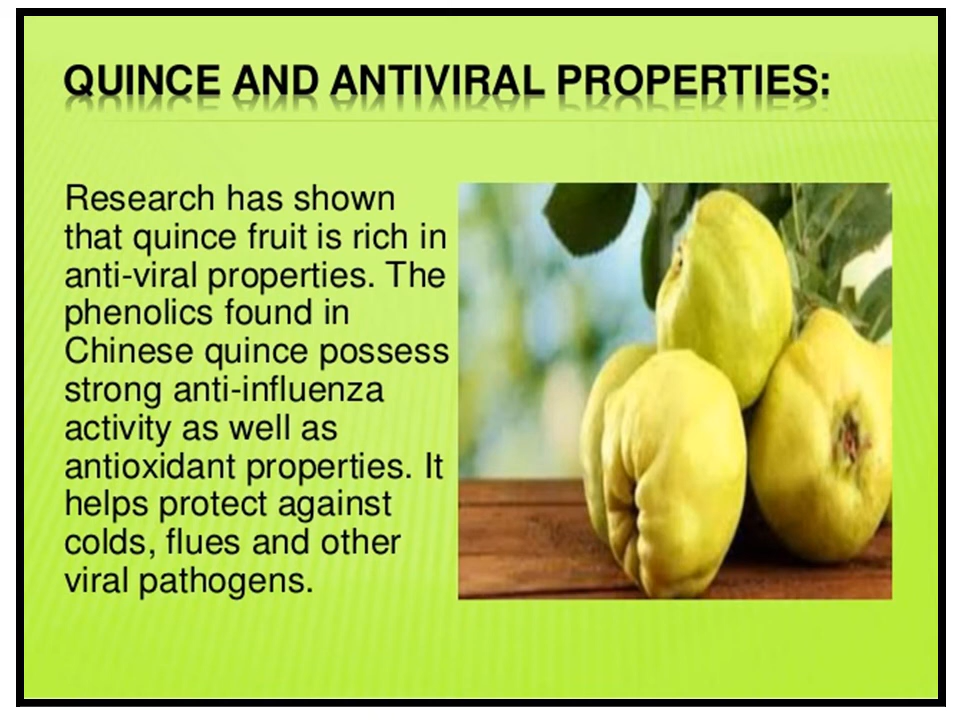 QUINCE AND ANTIVIRAL PROPERTIES:
Research has shown
that quince fruit is rich in
anti-viral properties. The
phenolics found in
Chinese quince possess
strong anti-influenza
activity as well as
antioxidant properties. It
helps protect against
colds, flues and other
viral pathogens.